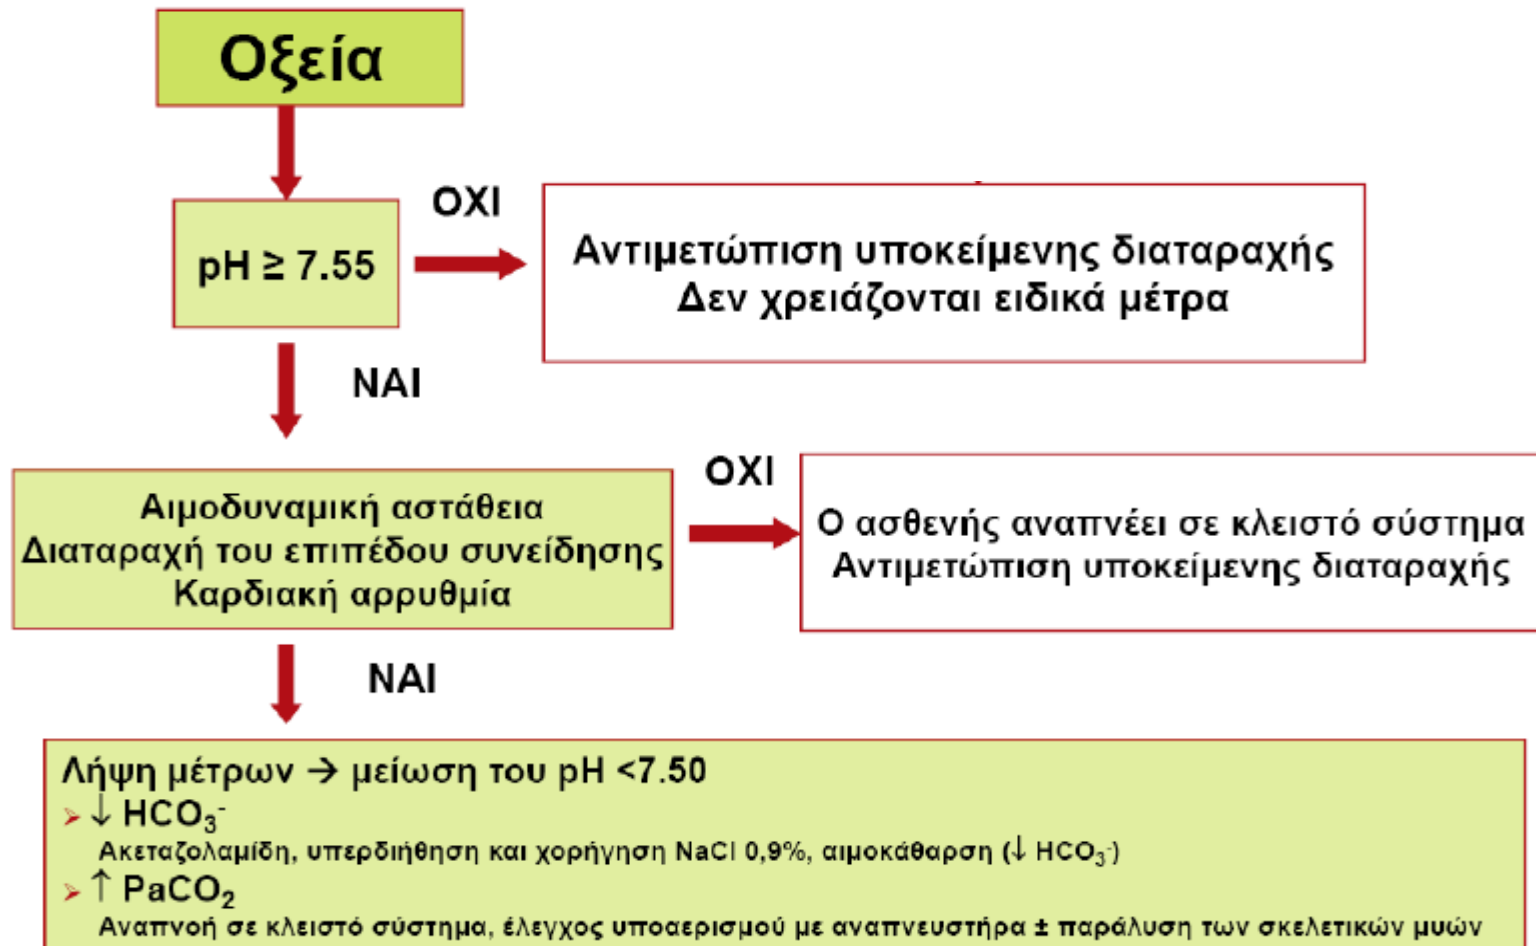 Οξεία
ΟΧΙ
pH ≥ 7.55
Αντιμετώπιση υποκείμενης διαταραχής
Δεν χρειάζονται ειδικά μέτρα
ΝΑΙ
Αιμοδυναμική αστάθεια
Διαταραχή του επιπέδου συνείδησης
Καρδιακή αρρυθμία
ΟΧΙ
Ο ασθενής αναπνέει σε κλειστό σύστημα
Αντιμετώπιση υποκείμενης διαταραχής
ΝΑΙ
Λήψη μέτρων → μείωση του pH <7.50
➢ ↓ HCO₃⁻
Ακεταζολαμίδη, υπερδιήθηση και χορήγηση NaCl 0,9%, αιμοκάθαρση (↓ HCO₃⁻)
➢ ↑ PaCO₂
Αναπνοή σε κλειστό σύστημα, έλεγχος υποαερισμού με αναπνευστήρα ± παράλυση των σκελετικών μυών